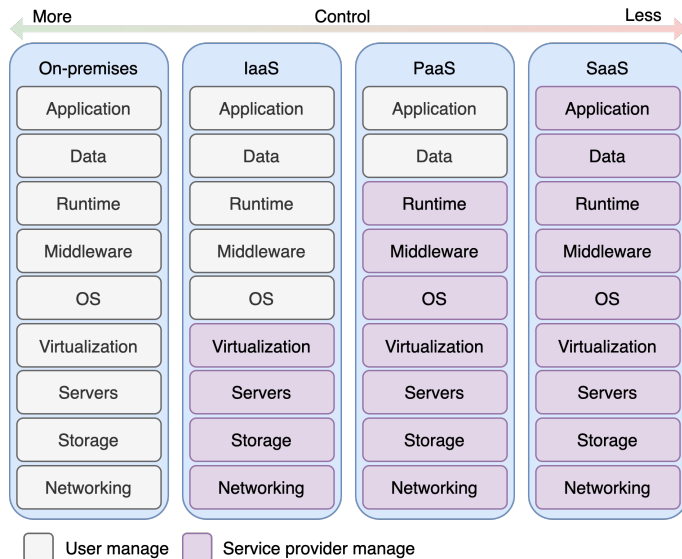 More Control Less
On-premises IaaS PaaS SaaS
Application Application Application Application
Data Data Data Data
Runtime Runtime Runtime Runtime
Middleware Middleware Middleware Middleware
OS OS OS OS
Virtualization Virtualization Virtualization Virtualization
Servers Servers Servers Servers
Storage Storage Storage Storage
Networking Networking Networking Networking
User manage Service provider manage